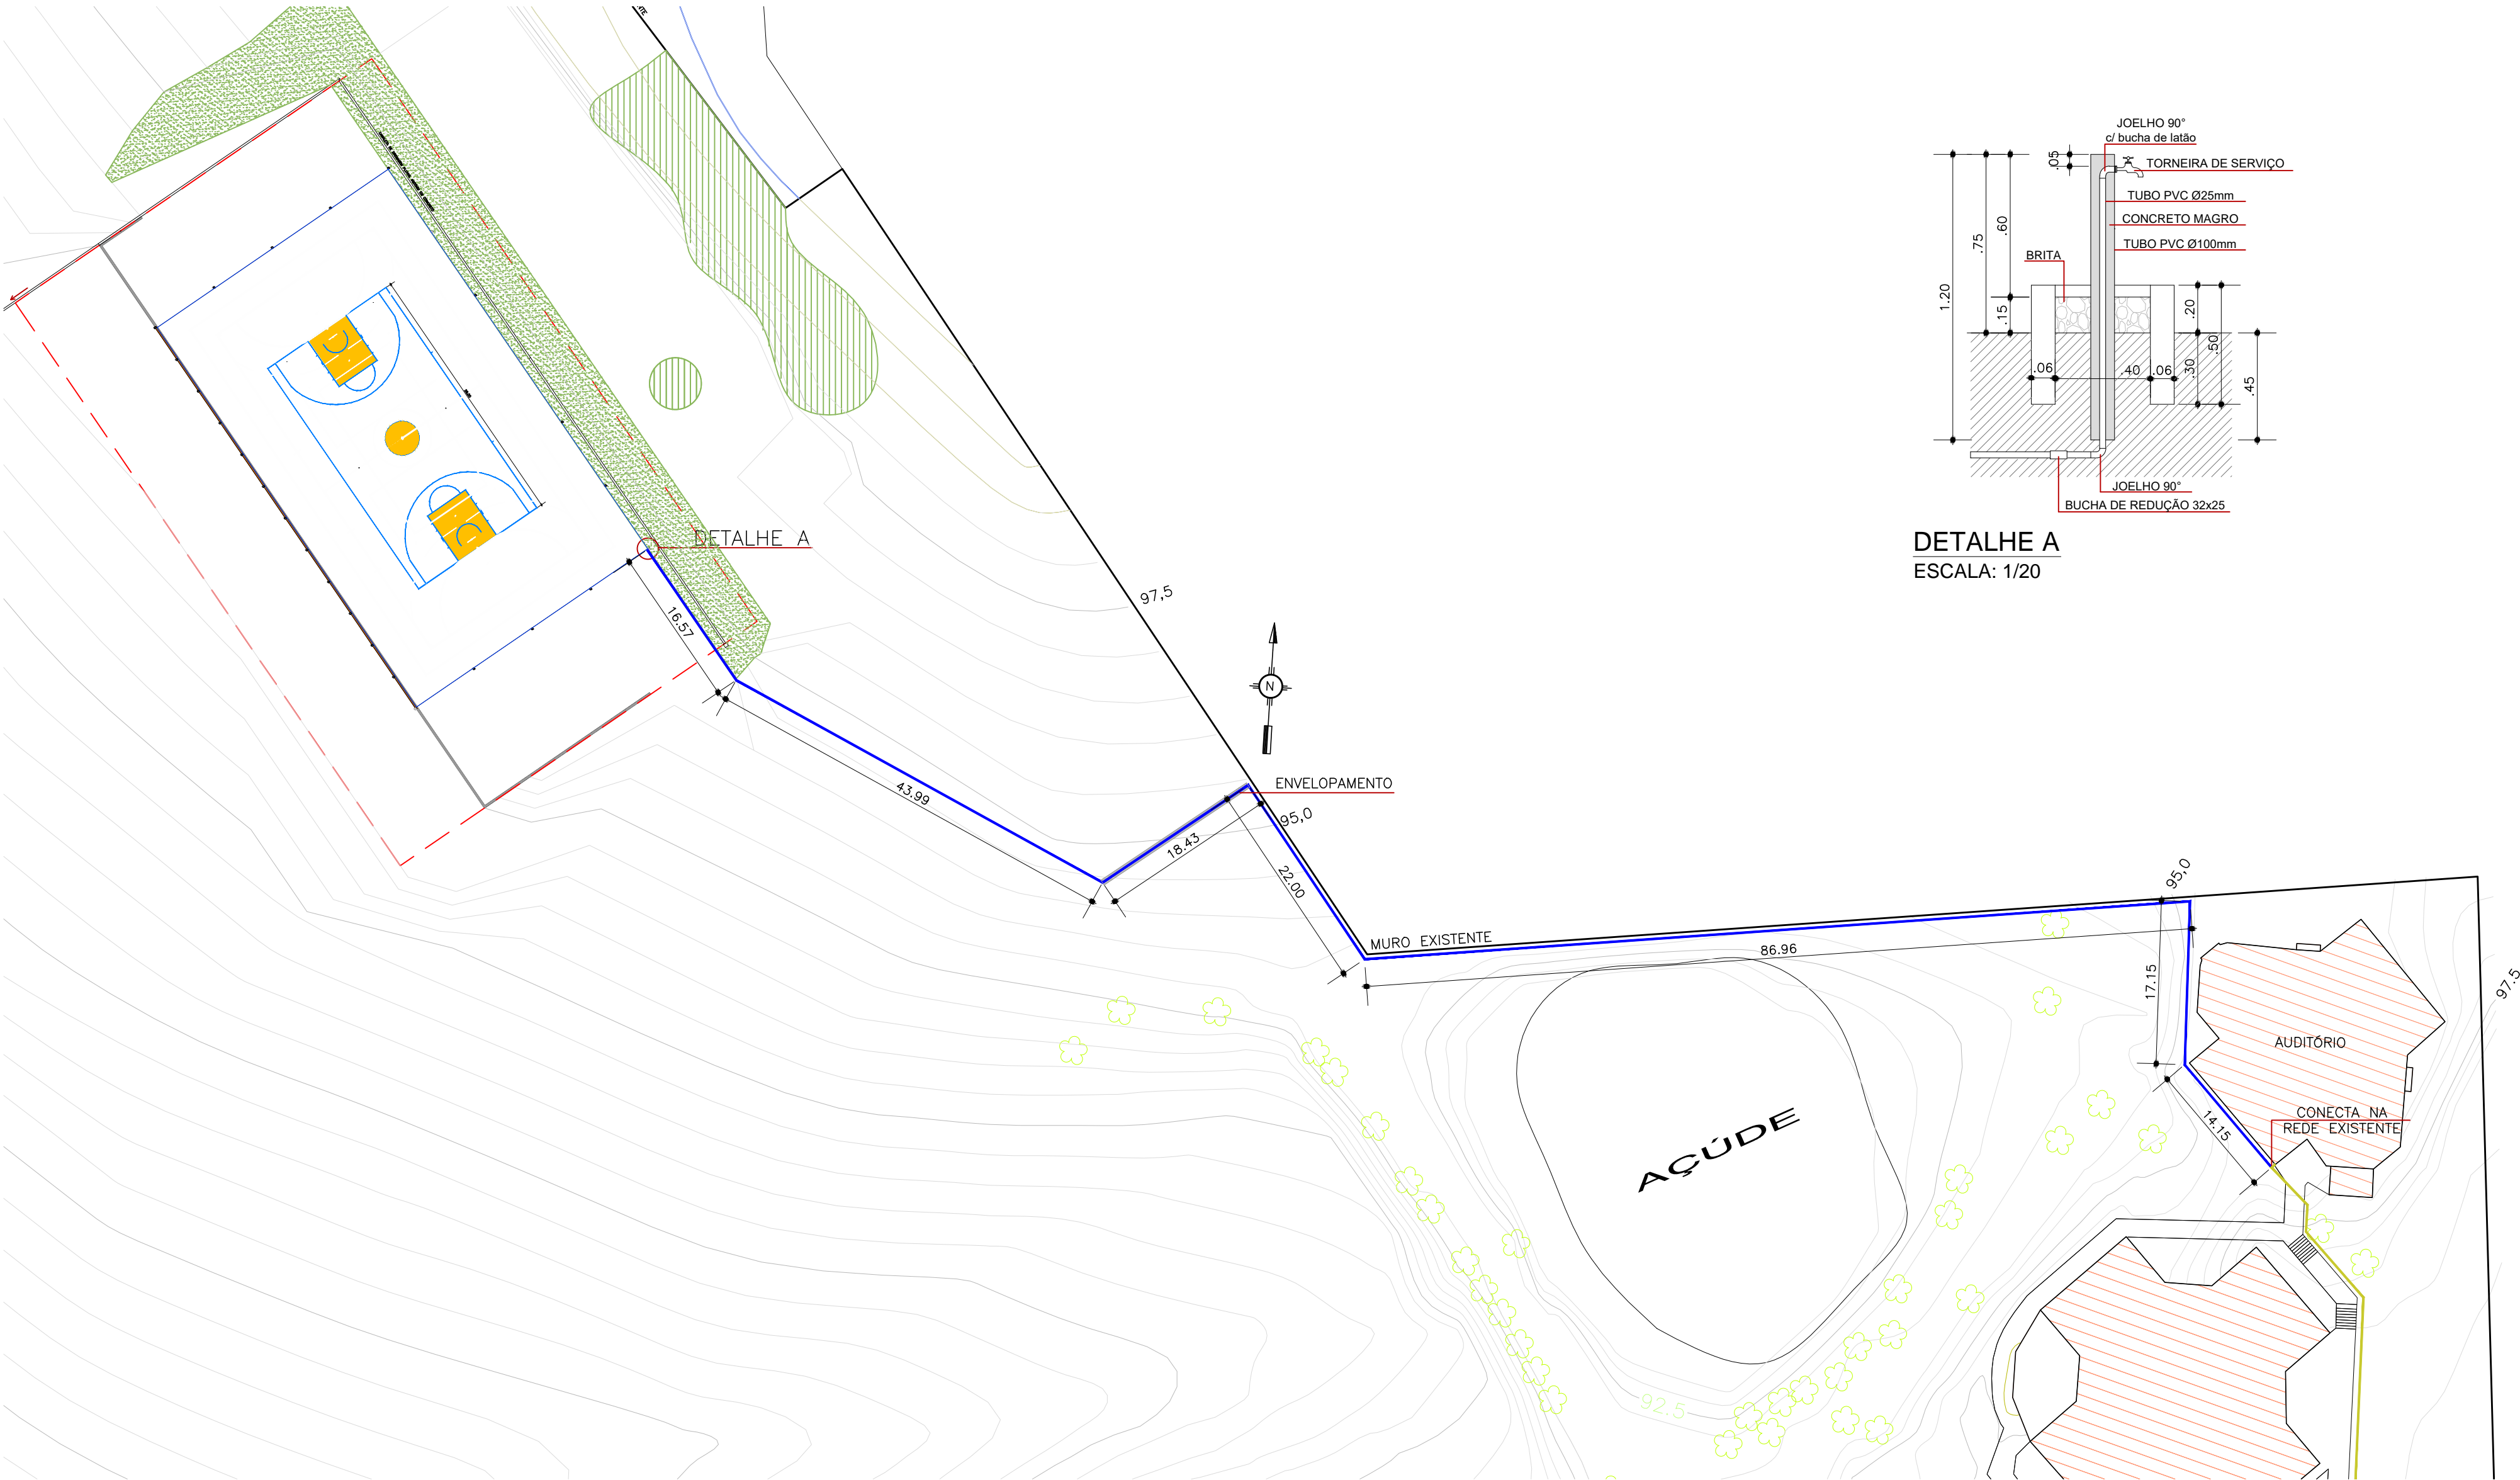 JOELHO 90°
c/ bucha de latão
.05
TORNEIRA DE SERVIÇO
TUBO PVC Ø25mm
CONCRETO MAGRO
TUBO PVC Ø100mm
BRITA
.60
.75
1.20
.15
.20
.50
.30
.45
.06
.40
.06
JOELHO 90°
BUCHA DE REDUÇÃO 32x25
DETALHE A
ESCALA: 1/20
DETALHE A
16.57
97,5
N
43.99
ENVELOPAMENTO
95,0
18.43
22.00
MURO EXISTENTE
86.96
95,0
17.15
97.5
AUDITÓRIO
CONECTA NA
REDE EXISTENTE
14.15
AÇÚDE
92.5